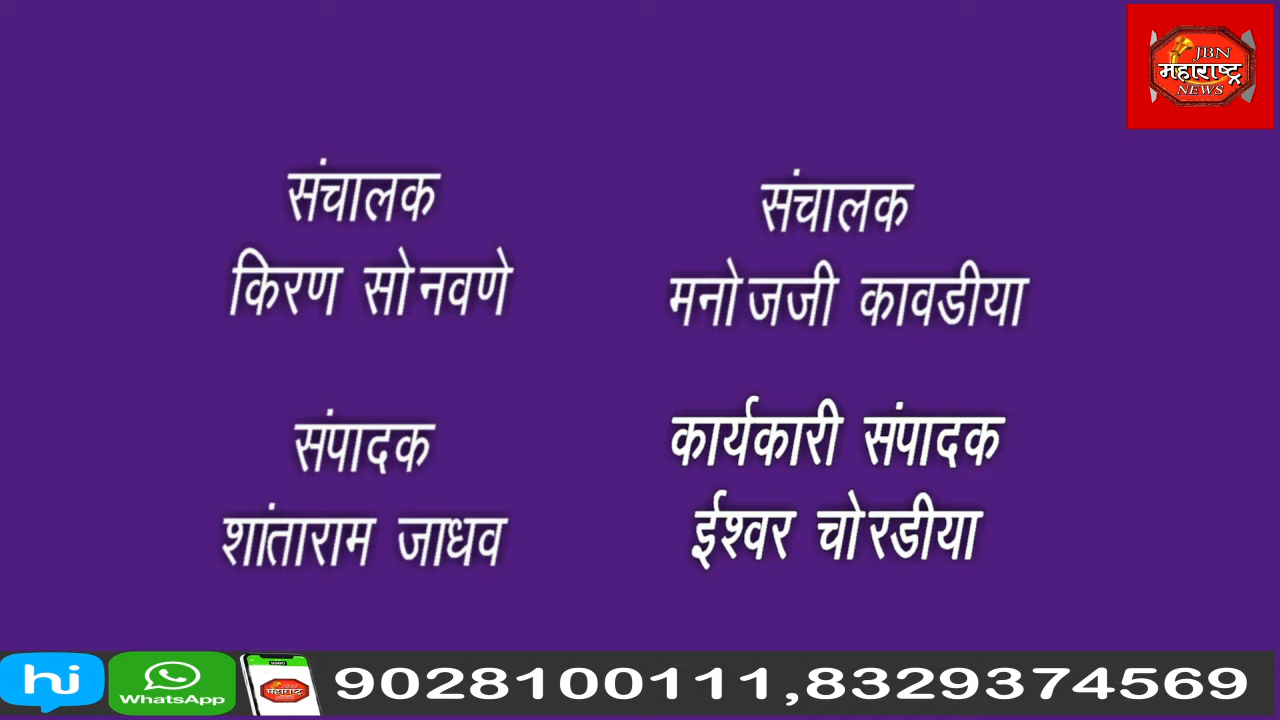 JBN
महाराष्ट्र
NEWS
संचालक
किरण सोनवणे
संचालक
मनोजजी कावडीया
संपादक
शांताराम जाधव
कार्यकारी संपादक
ईश्वर चोरडीया
hi
WhatsApp
महाराष्ट्र
9028100111,8329374569